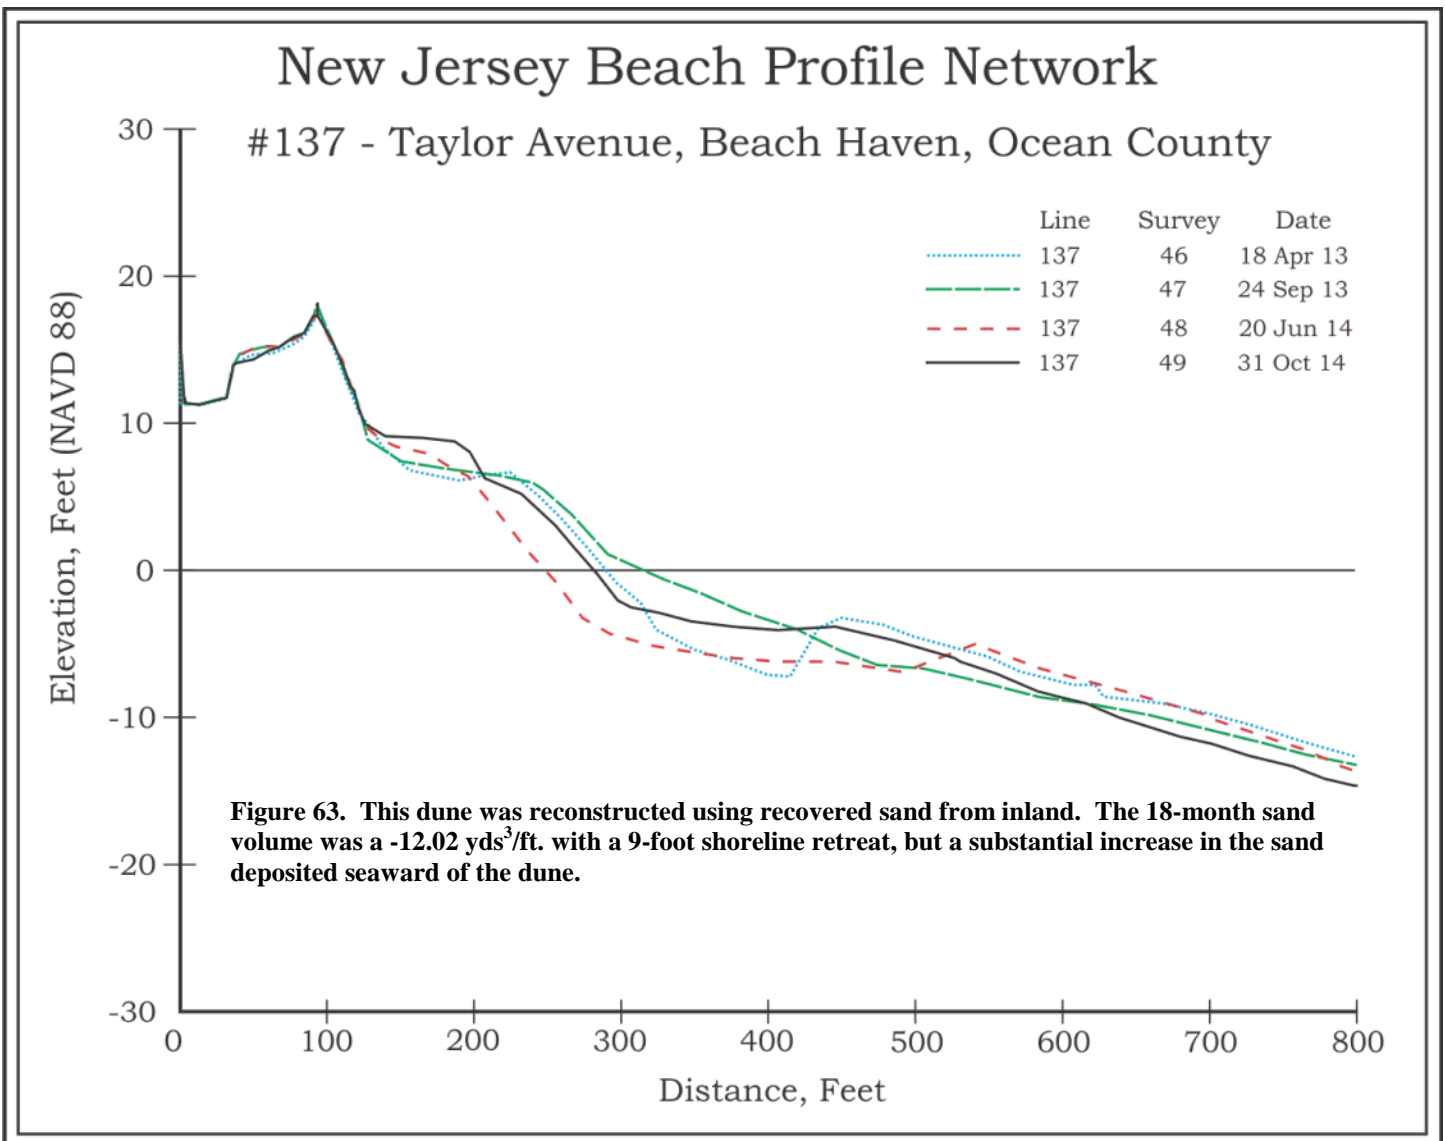 New Jersey Beach Profile Network
#137 - Taylor Avenue, Beach Haven, Ocean County
Line Survey Date
137 46 18 Apr 13
137 47 24 Sep 13
137 48 20 Jun 14
137 49 31 Oct 14
Elevation, Feet (NAVD 88)
30
20
10
0
-10
-20
-30
Figure 63. This dune was reconstructed using recovered sand from inland. The 18-month sand
volume was a -12.02 yds³/ft. with a 9-foot shoreline retreat, but a substantial increase in the sand
deposited seaward of the dune.
0 100 200 300 400 500 600 700 800
Distance, Feet